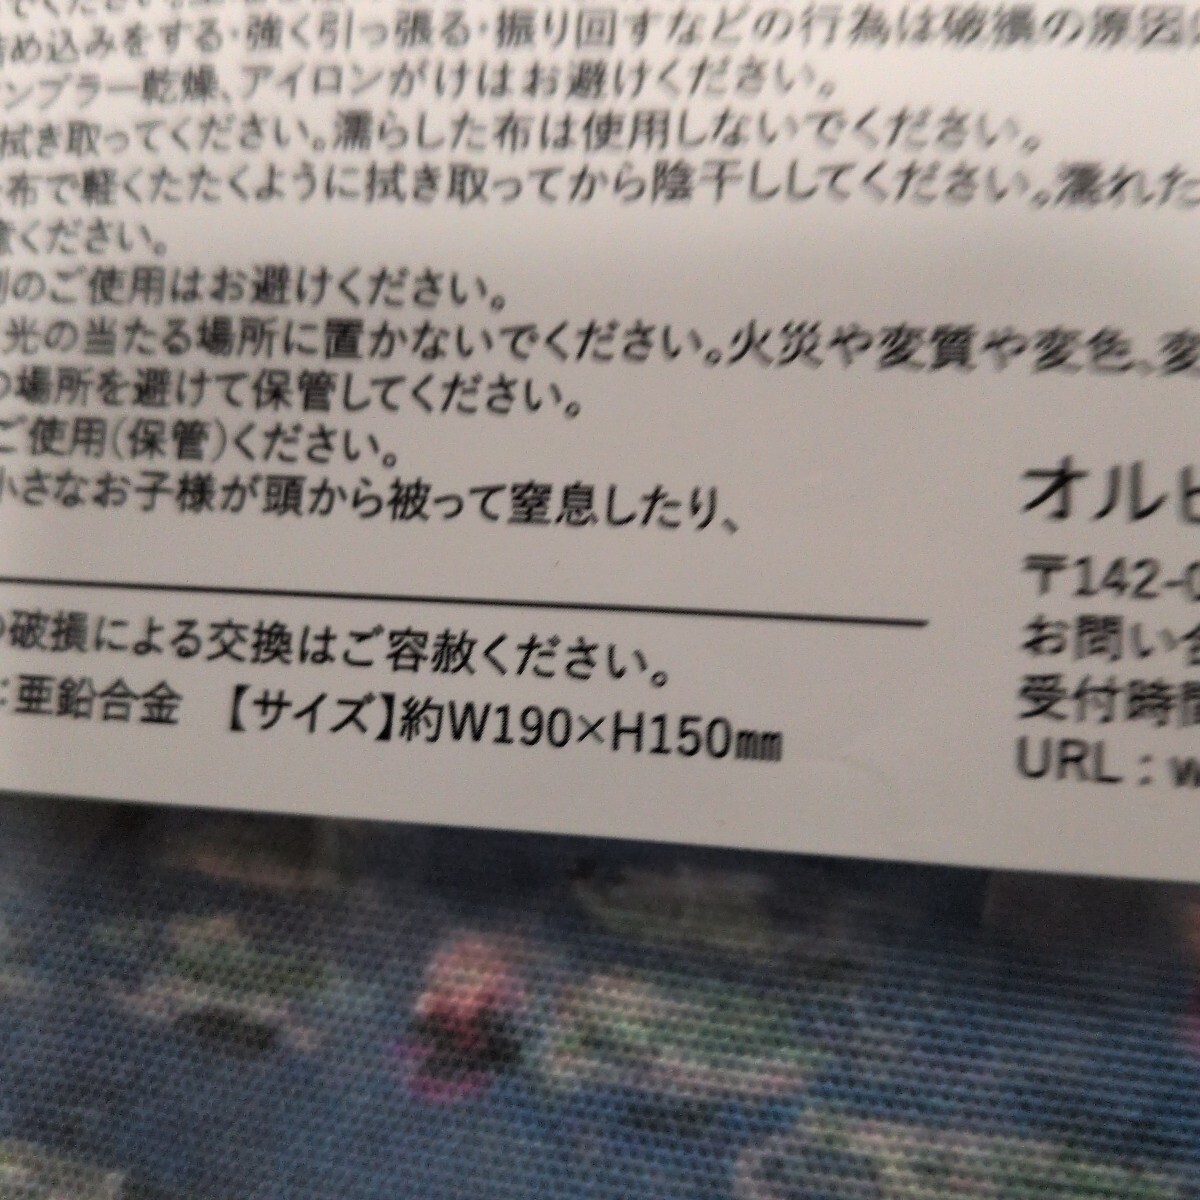 め込みをする・強く引っ張る・振り回すなどの行為は破損の原因
ンブラー乾燥、アイロンがけはお避けください。
拭き取ってください。濡らした布は使用しないでください。
布で軽くたたくように拭き取ってから陰干ししてください。濡れた
ください。
のご使用はお避けください。
光の当たる場所に置かないでください。火災や変質や変色、変
の場所を避けて保管してください。
ご使用(保管)ください。
小さなお子様が頭から被って窒息したり、
の破損による交換はご容赦ください。
:亜鉛合金 【サイズ】約W190×H150㎜
オルビ
〒142-0
お問い合
受付時間
URL : w